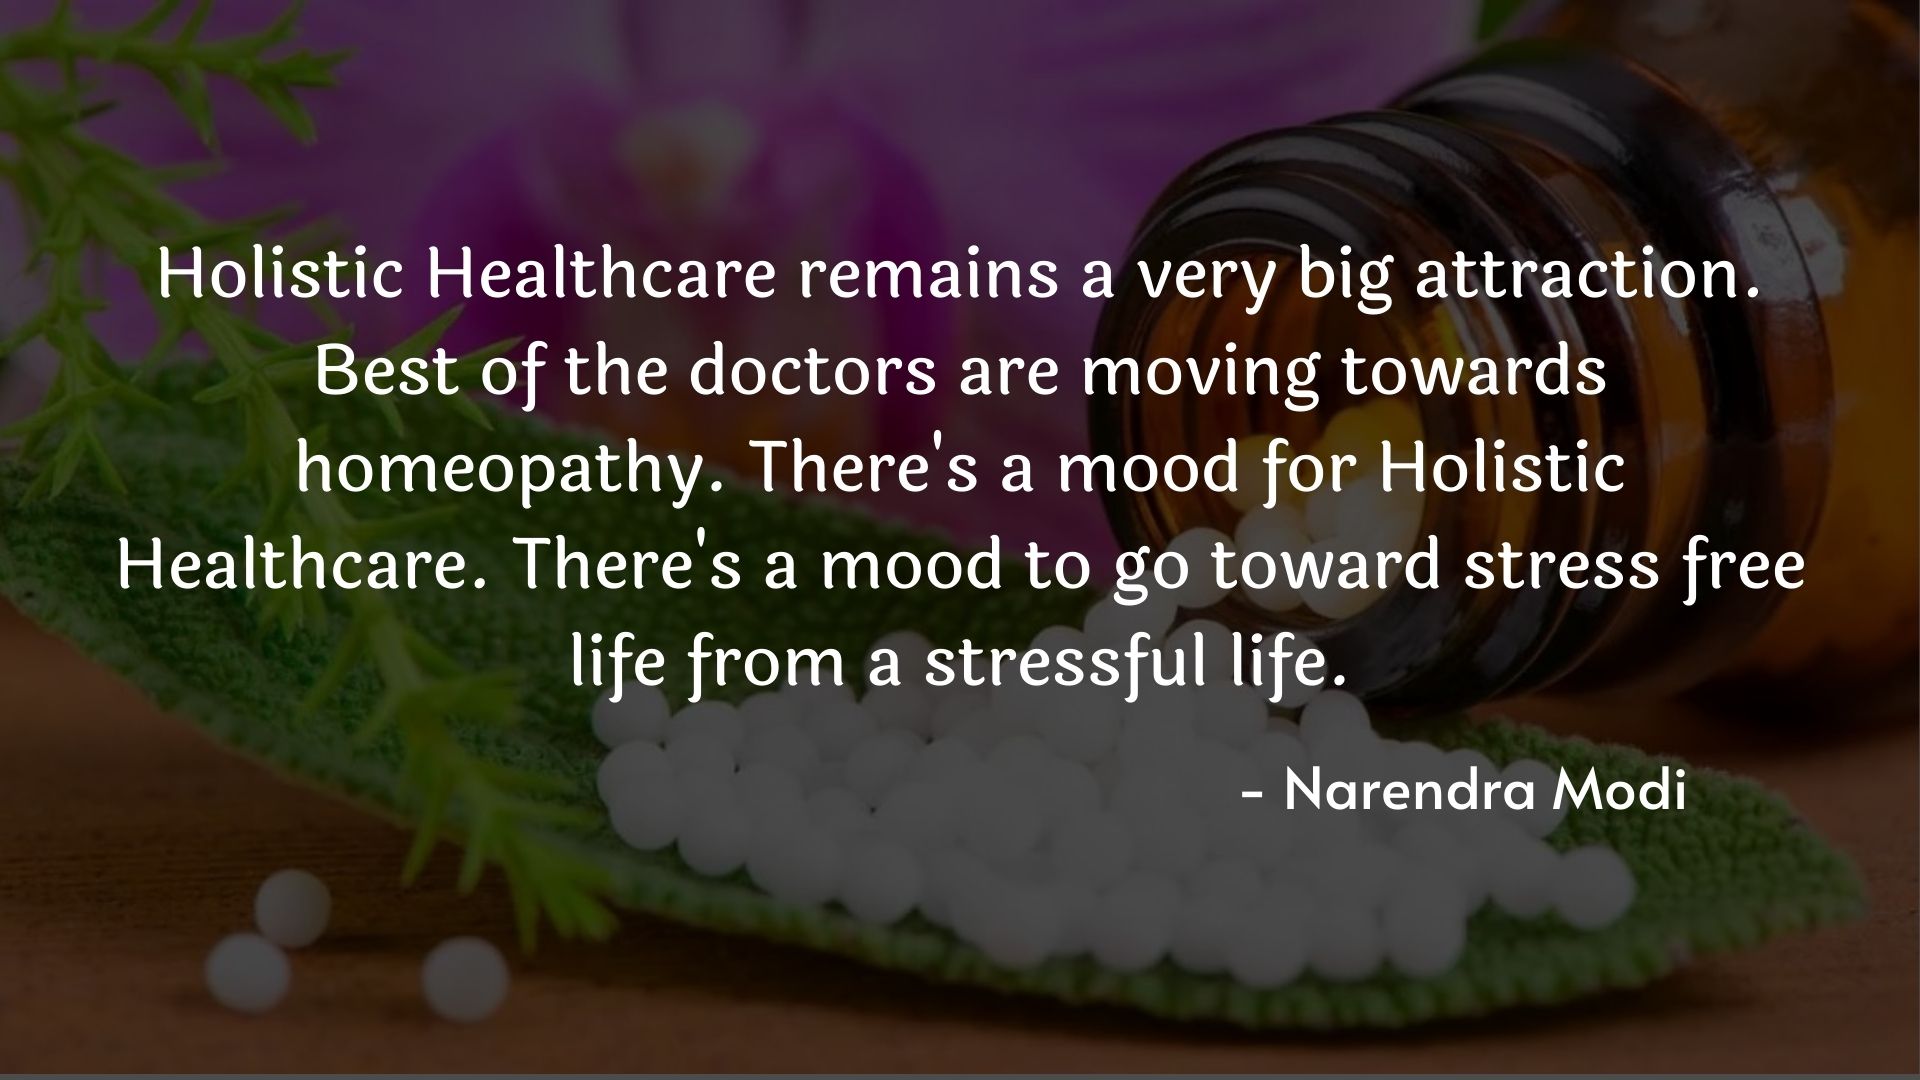 Holistic Healthcare remains a very big attraction.
Best of the doctors are moving towards
homeopathy. There's a mood for Holistic
Healthcare. There's a mood to go toward stress free
life from a stressful life.
- Narendra Modi